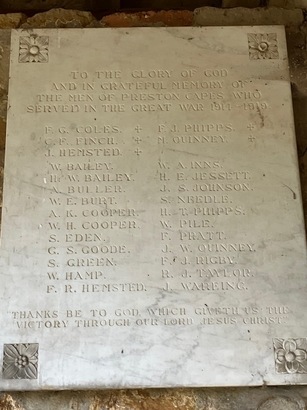 TO THE GLORY OF GOD
AND IN GRATEFUL MEMORY OF
THE MEN OF PRESTON CAPES WHO
SERVED IN THE GREAT WAR 1914-1919
F. G. COLES. + F. J. PHIPPS. +
C. F. FINCH. + M. QUINNEY. +
J. HEMSTED. +
W. BAILEY. W. A. INNS.
H. W. BAILEY. H. E. JESSETT.
A. BULLER. J. S. JOHNSON.
W. E. BURT. S. NEEDLE.
A. K. COOPER. H. T. PHIPPS.
W. H. COOPER. W. PILE.
S. EDEN. F. PRATT.
G. S. GOODE. J. W. QUINNEY.
S. GREEN. F. J. RIGBY.
W. HAMP. R. J. TAYLOR.
F. R. HEMSTED. J. WAREING.
THANKS BE TO GOD WHICH GIVETH US THE
VICTORY THROUGH OUR LORD JESUS CHRIST